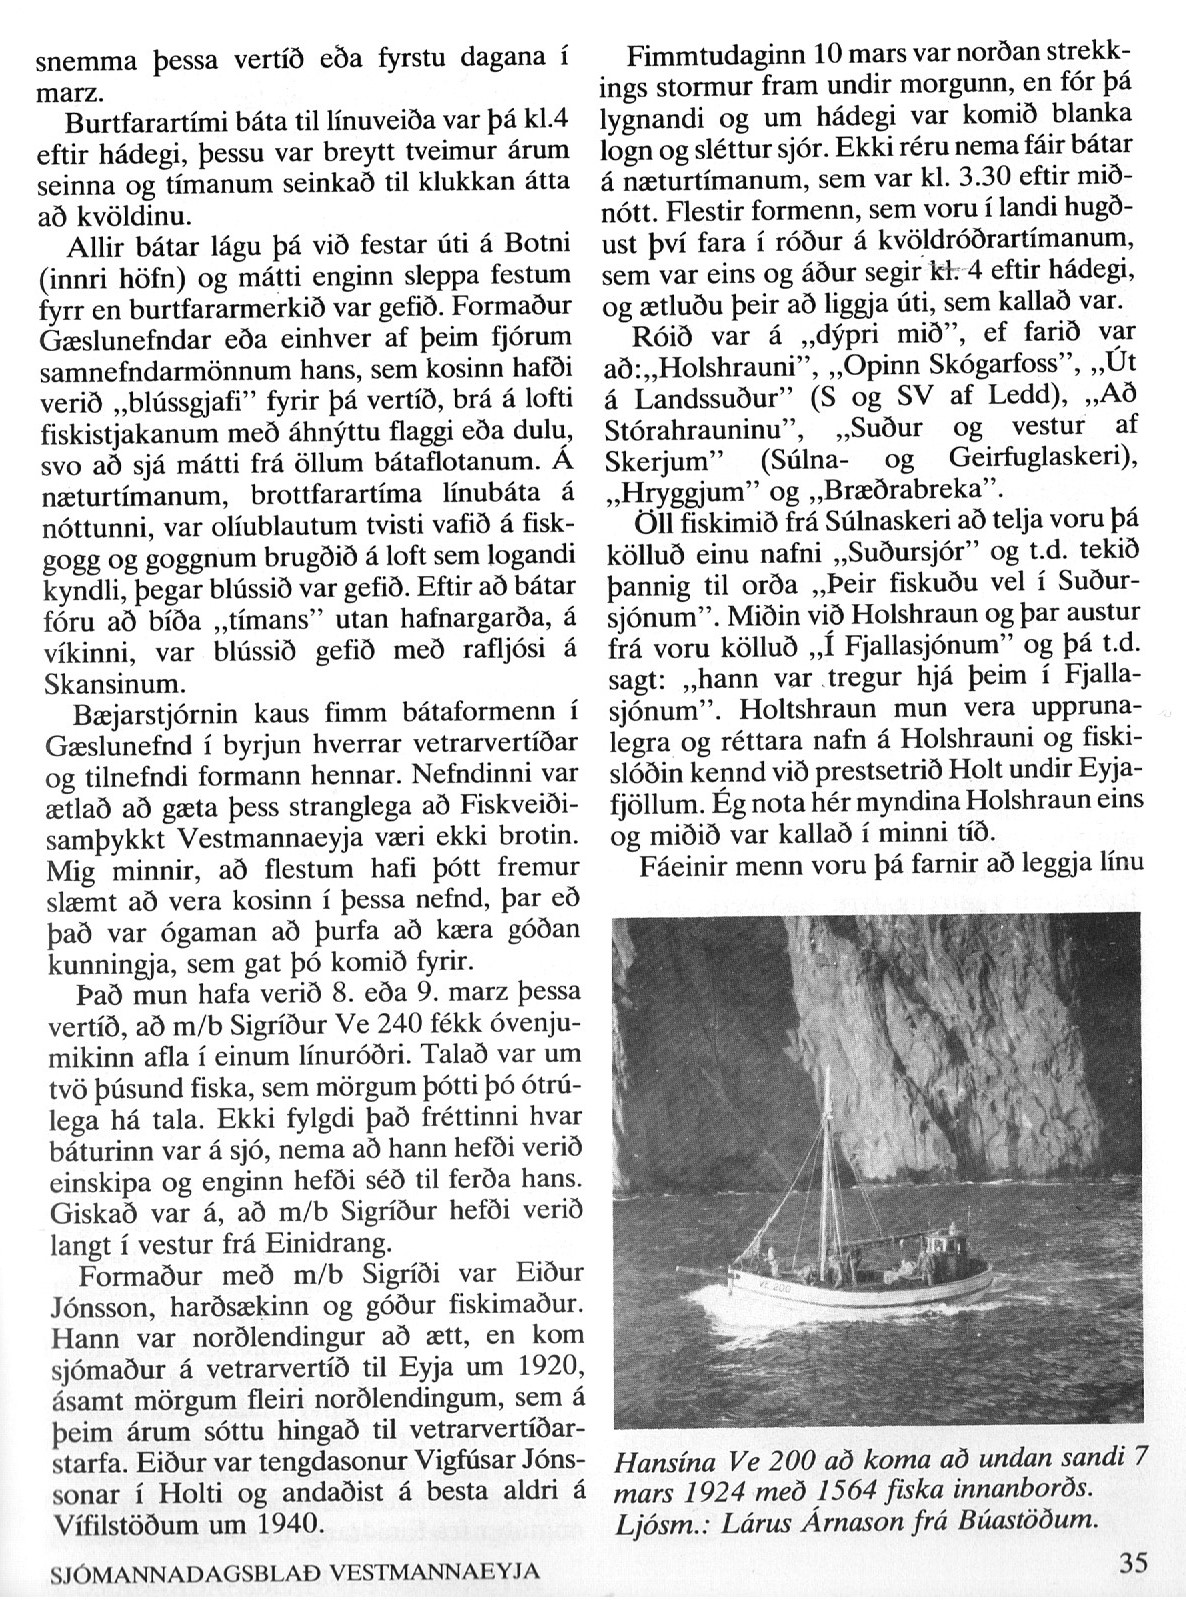 snemma þessa vertíð eða fyrstu dagana í
marz.
Burtfarartími báta til línuveiða var þá kl.4
eftir hádegi, þessu var breytt tveimur árum
seinna og tímanum seinkað til klukkan átta
að kvöldinu.
Allir bátar lágu þá við festar úti á Botni
(innri höfn) og mátti enginn sleppa festum
fyrr en burtfararmerkið var gefið. Formaður
Gæslunefndar eða einhver af þeim fjórum
samnefndarmönnum hans, sem kosinn hafði
verið ,,blússgjafi” fyrir þá vertíð, brá á lofti
fiskistjakanum með áhnýttu flaggi eða dulu,
svo að sjá mátti frá öllum bátaflotanum. Á
næturtímanum, brottfarartíma línubáta á
nóttunni, var olíublautum tvisti vafið á fisk-
gogg og goggnum brugðið á loft sem logandi
kyndli, þegar blússið var gefið. Eftir að bátar
fóru að bíða ,,tímans” utan hafnargarða, á
víkinni, var blússið gefið með rafljósi á
Skansinum.
Bæjarstjórnin kaus fimm bátaformenn í
Gæslunefnd í byrjun hverrar vetrarvertíðar
og tilnefndi formann hennar. Nefndinni var
ætlað að gæta þess stranglega að Fiskveiði-
samþykkt Vestmannaeyja væri ekki brotin.
Mig minnir, að flestum hafi þótt fremur
slæmt að vera kosinn í þessa nefnd, þar eð
það var ógaman að þurfa að kæra góðan
kunningja, sem gat þó komið fyrir.
Það mun hafa verið 8. eða 9. marz þessa
vertíð, að m/b Sigríður Ve 240 fékk óvenju-
mikinn afla í einum línuróðri. Talað var um
tvö þúsund fiska, sem mörgum þótti þó ótrú-
lega há tala. Ekki fylgdi það fréttinni hvar
báturinn var á sjó, nema að hann hefði verið
einskipa og enginn hefði séð til ferða hans.
Giskað var á, að m/b Sigríður hefði verið
langt í vestur frá Einidrang.
Formaður með m/b Sigríði var Eiður
Jónsson, harðsækinn og góður fiskimaður.
Hann var norðlendingur að ætt, en kom
sjómaður á vetrarvertíð til Eyja um 1920,
ásamt mörgum fleiri norðlendingum, sem á
þeim árum sóttu hingað til vetrarvertíðar-
starfa. Eiður var tengdasonur Vigfúsar Jóns-
sonar í Holti og andaðist á besta aldri á
Vífilstöðum um 1940.
Fimmtudaginn 10 mars var norðan strekk-
ings stormur fram undir morgunn, en fór þá
lygnandi og um hádegi var komið blanka
logn og sléttur sjór. Ekki réru nema fáir bátar
á næturtímanum, sem var kl. 3.30 eftir mið-
nótt. Flestir formenn, sem voru í landi hugð-
ust því fara í róður á kvöldróðrartímanum,
sem var eins og áður segir kl. 4 eftir hádegi,
og ætluðu þeir að liggja úti, sem kallað var.
Róið var á ,,dýpri mið”, ef farið var
að:,,Holshrauni”, ,,Opinn Skógarfoss”, ,,Út
á Landssuður” (S og SV af Ledd), ,,Að
Stórahrauninu”, ,,Suður og vestur af
Skerjum” (Súlna- og Geirfuglaskeri),
,,Hryggjum” og ,,Bræðrabreka”.
Öll fiskimið frá Súlnaskeri að telja voru þá
kölluð einu nafni ,,Suðursjór” og t.d. tekið
þannig til orða ,,Þeir fiskuðu vel í Suður-
sjónum”. Miðin við Holshraun og þar austur
frá voru kölluð ,,Í Fjallasjónum” og þá t.d.
sagt: ,,hann var tregur hjá þeim í Fjalla-
sjónum”. Holtshraun mun vera uppruna-
legra og réttara nafn á Holshrauni og fiski-
slóðin kennd við prestsetrið Holt undir Eyja-
fjöllum. Ég nota hér myndina Holshraun eins
og miðið var kallað í minni tíð.
Fáeinir menn voru þá farnir að leggja línu
VE 200
Hansína Ve 200 að koma að undan sandi 7
mars 1924 með 1564 fiska innanborðs.
Ljósm.: Lárus Árnason frá Búastöðum.
SJÓMANNADAGSBLAÐ VESTMANNAEYJA
35